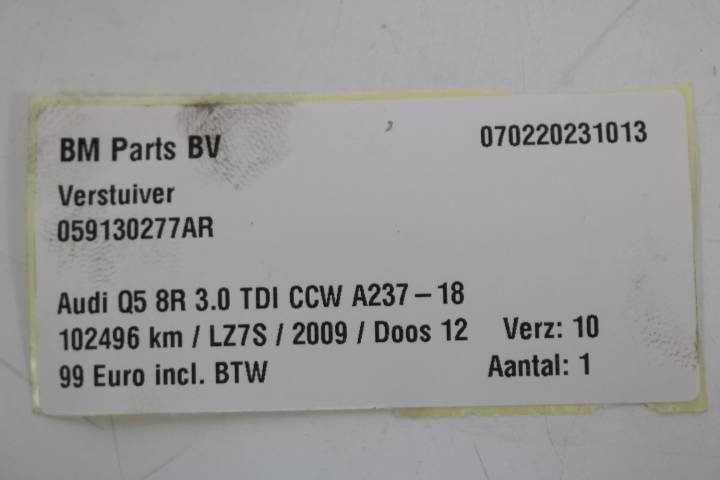 BM Parts BV 070220231013
Verstuiver
059130277AR
Audi Q5 8R 3.0 TDI CCW A237-18
102496 km / LZ7S / 2009 / Doos 12 Verz: 10
99 Euro incl. BTW Aantal: 1